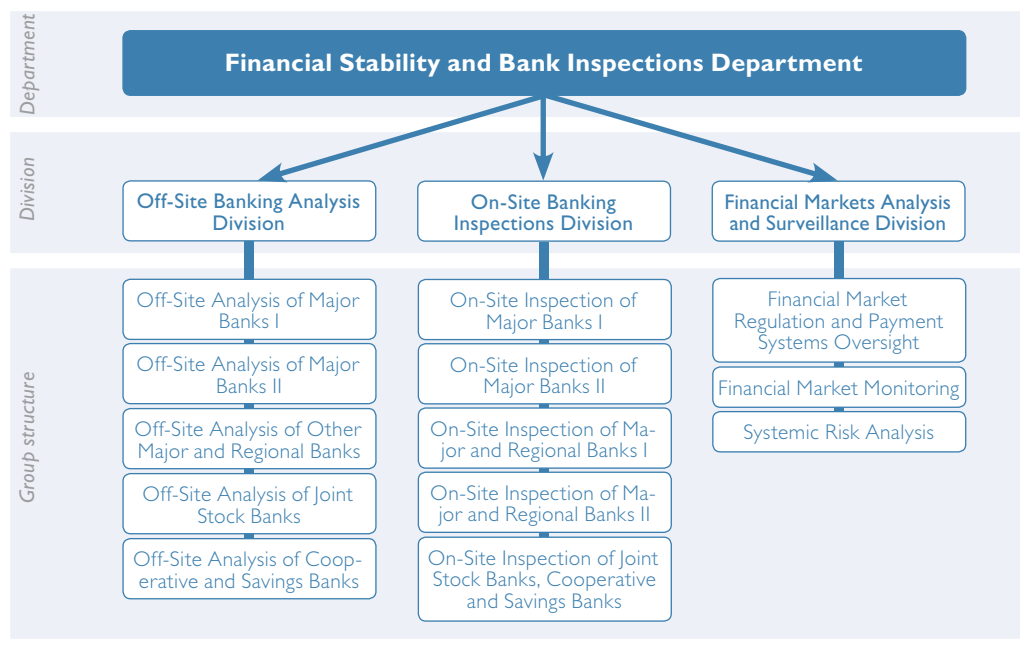 Department
Financial Stability and Bank Inspections Department
Division
Off-Site Banking Analysis
Division
On-Site Banking
Inspections Division
Financial Markets Analysis
and Surveillance Division
Group structure
Off-Site Analysis of Major
Banks I
Off-Site Analysis of Major
Banks II
Off-Site Analysis of Other
Major and Regional Banks
Off-Site Analysis of Joint
Stock Banks
Off-Site Analysis of Coop-
erative and Savings Banks
On-Site Inspection of
Major Banks I
On-Site Inspection of
Major Banks II
On-Site Inspection of Ma-
jor and Regional Banks I
On-Site Inspection of Ma-
jor and Regional Banks II
On-Site Inspection of Joint
Stock Banks, Cooperative
and Savings Banks
Financial Market
Regulation and Payment
Systems Oversight
Financial Market Monitoring
Systemic Risk Analysis